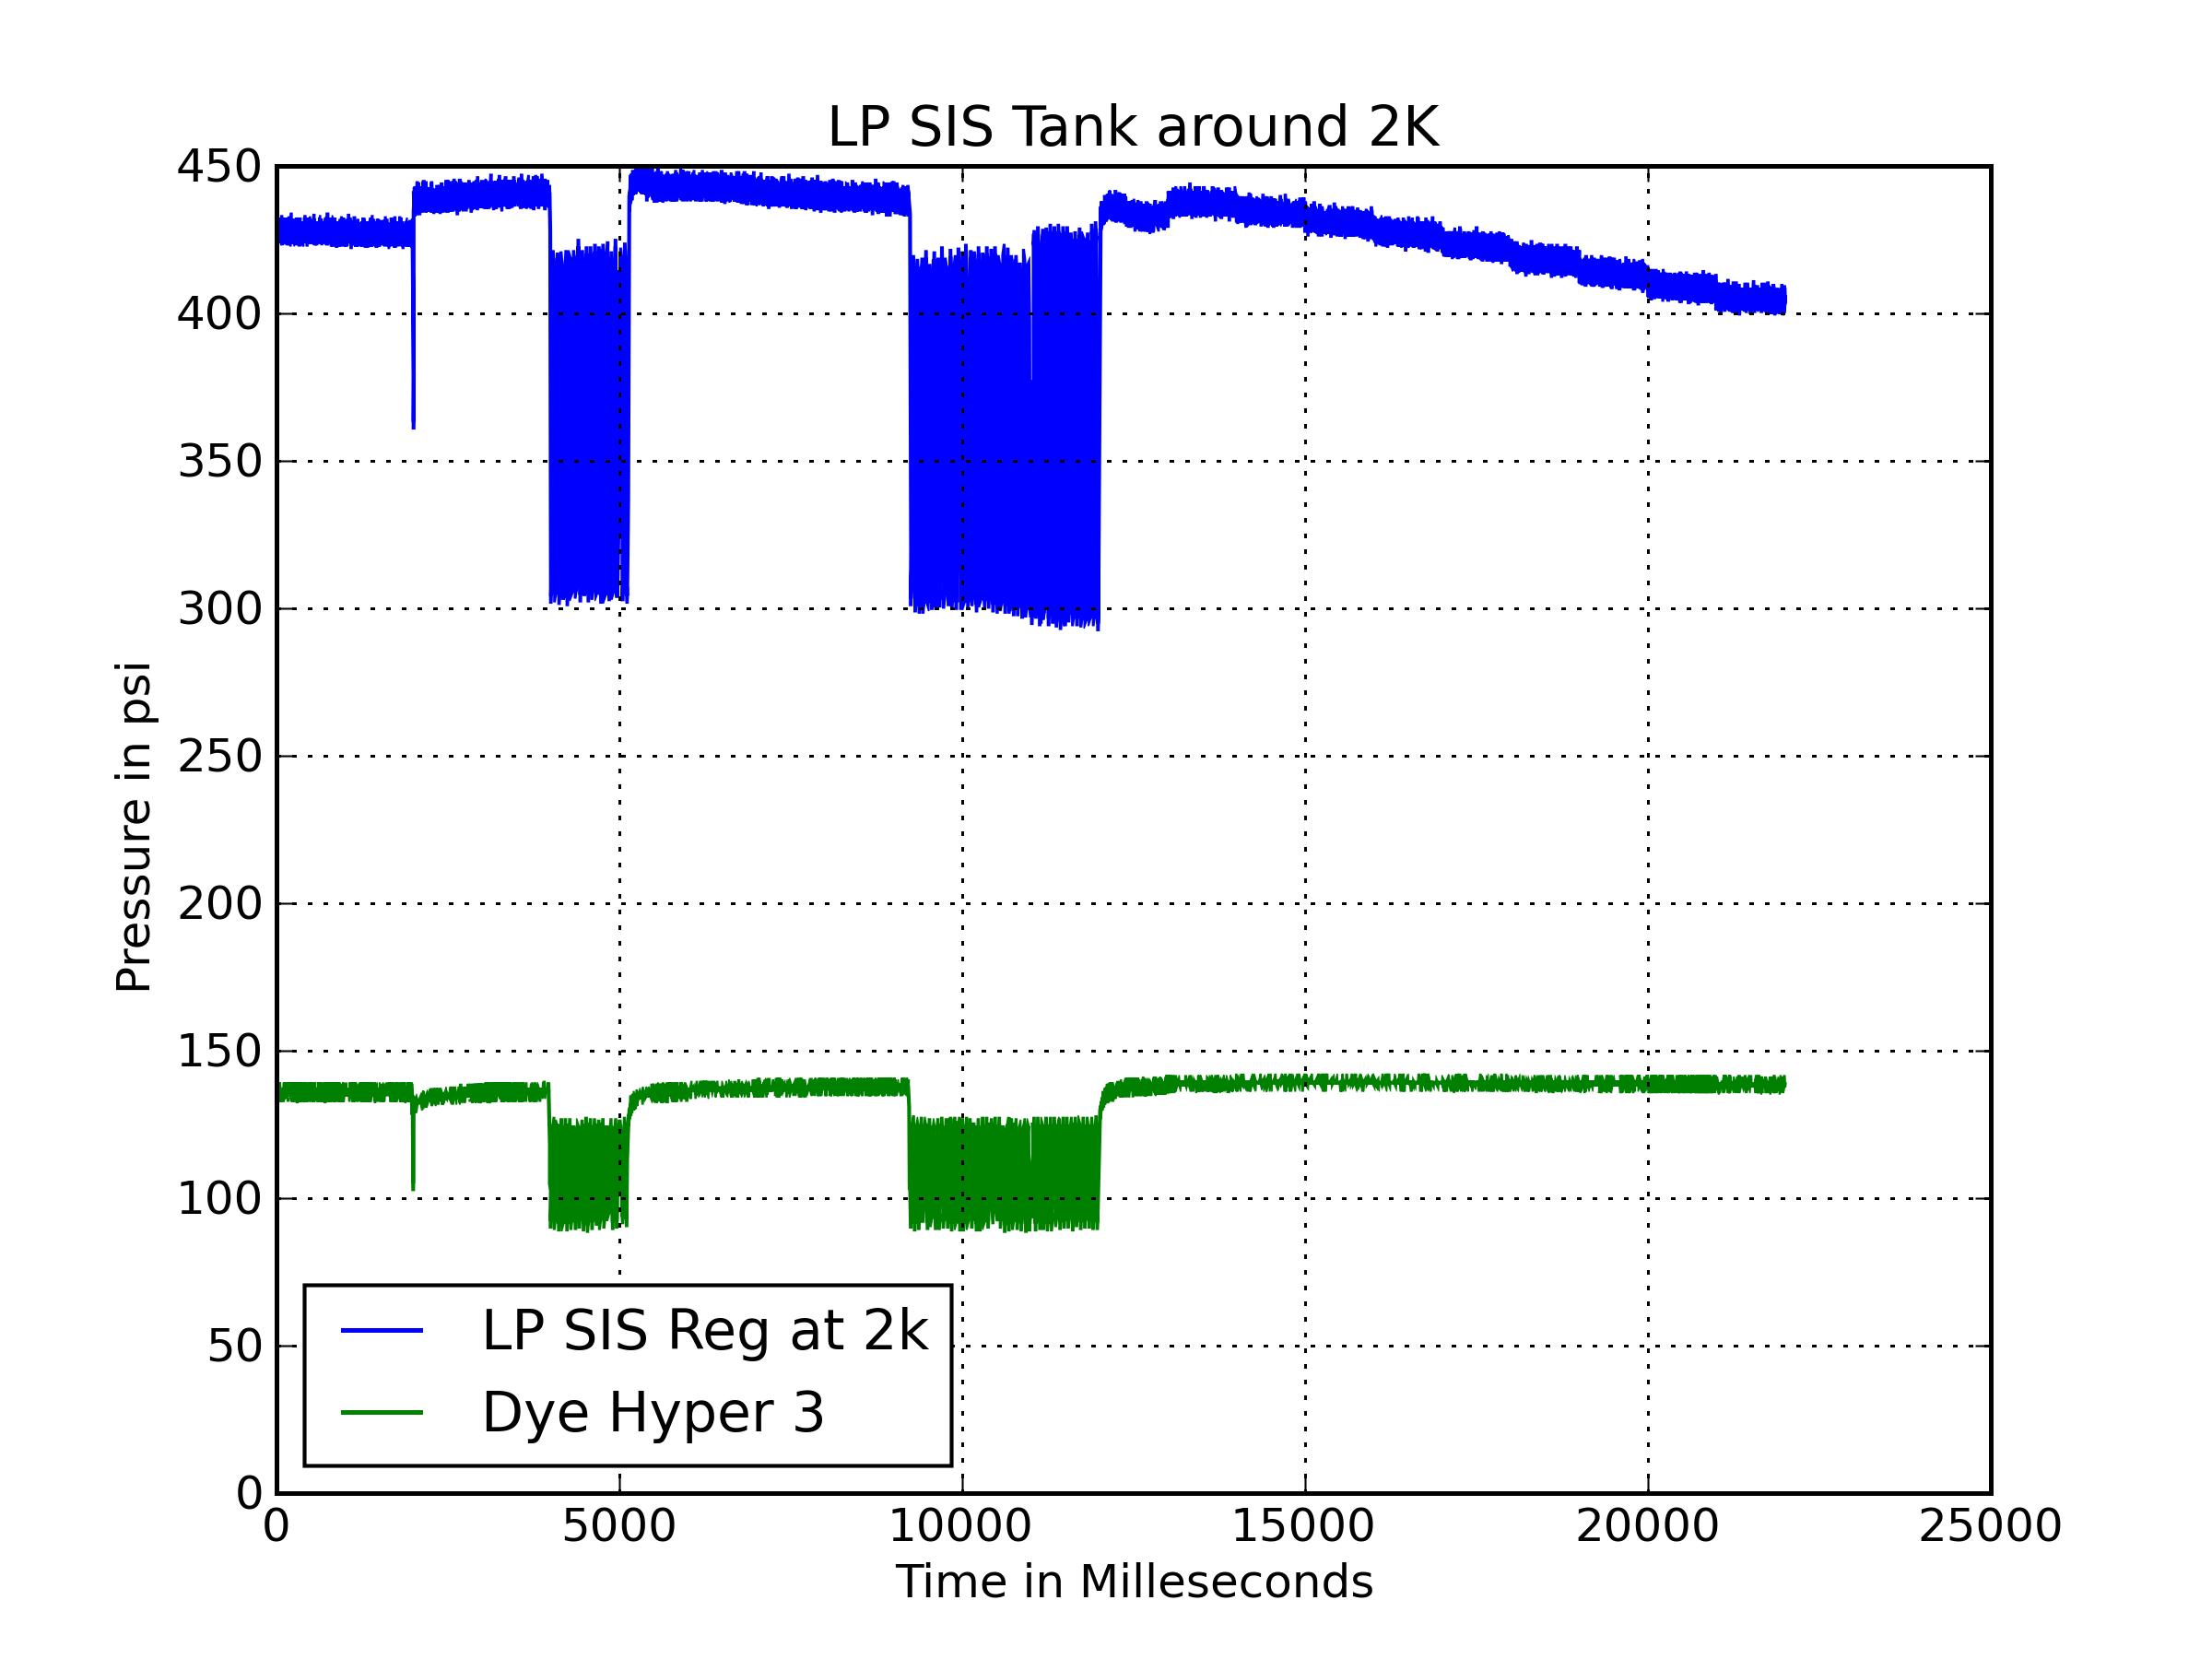 LP SIS Tank around 2K
450
400
350
300
250
200
150
100
50
0
Pressure in psi
LP SIS Reg at 2k
Dye Hyper 3
0 5000 10000 15000 20000 25000
Time in Milleseconds